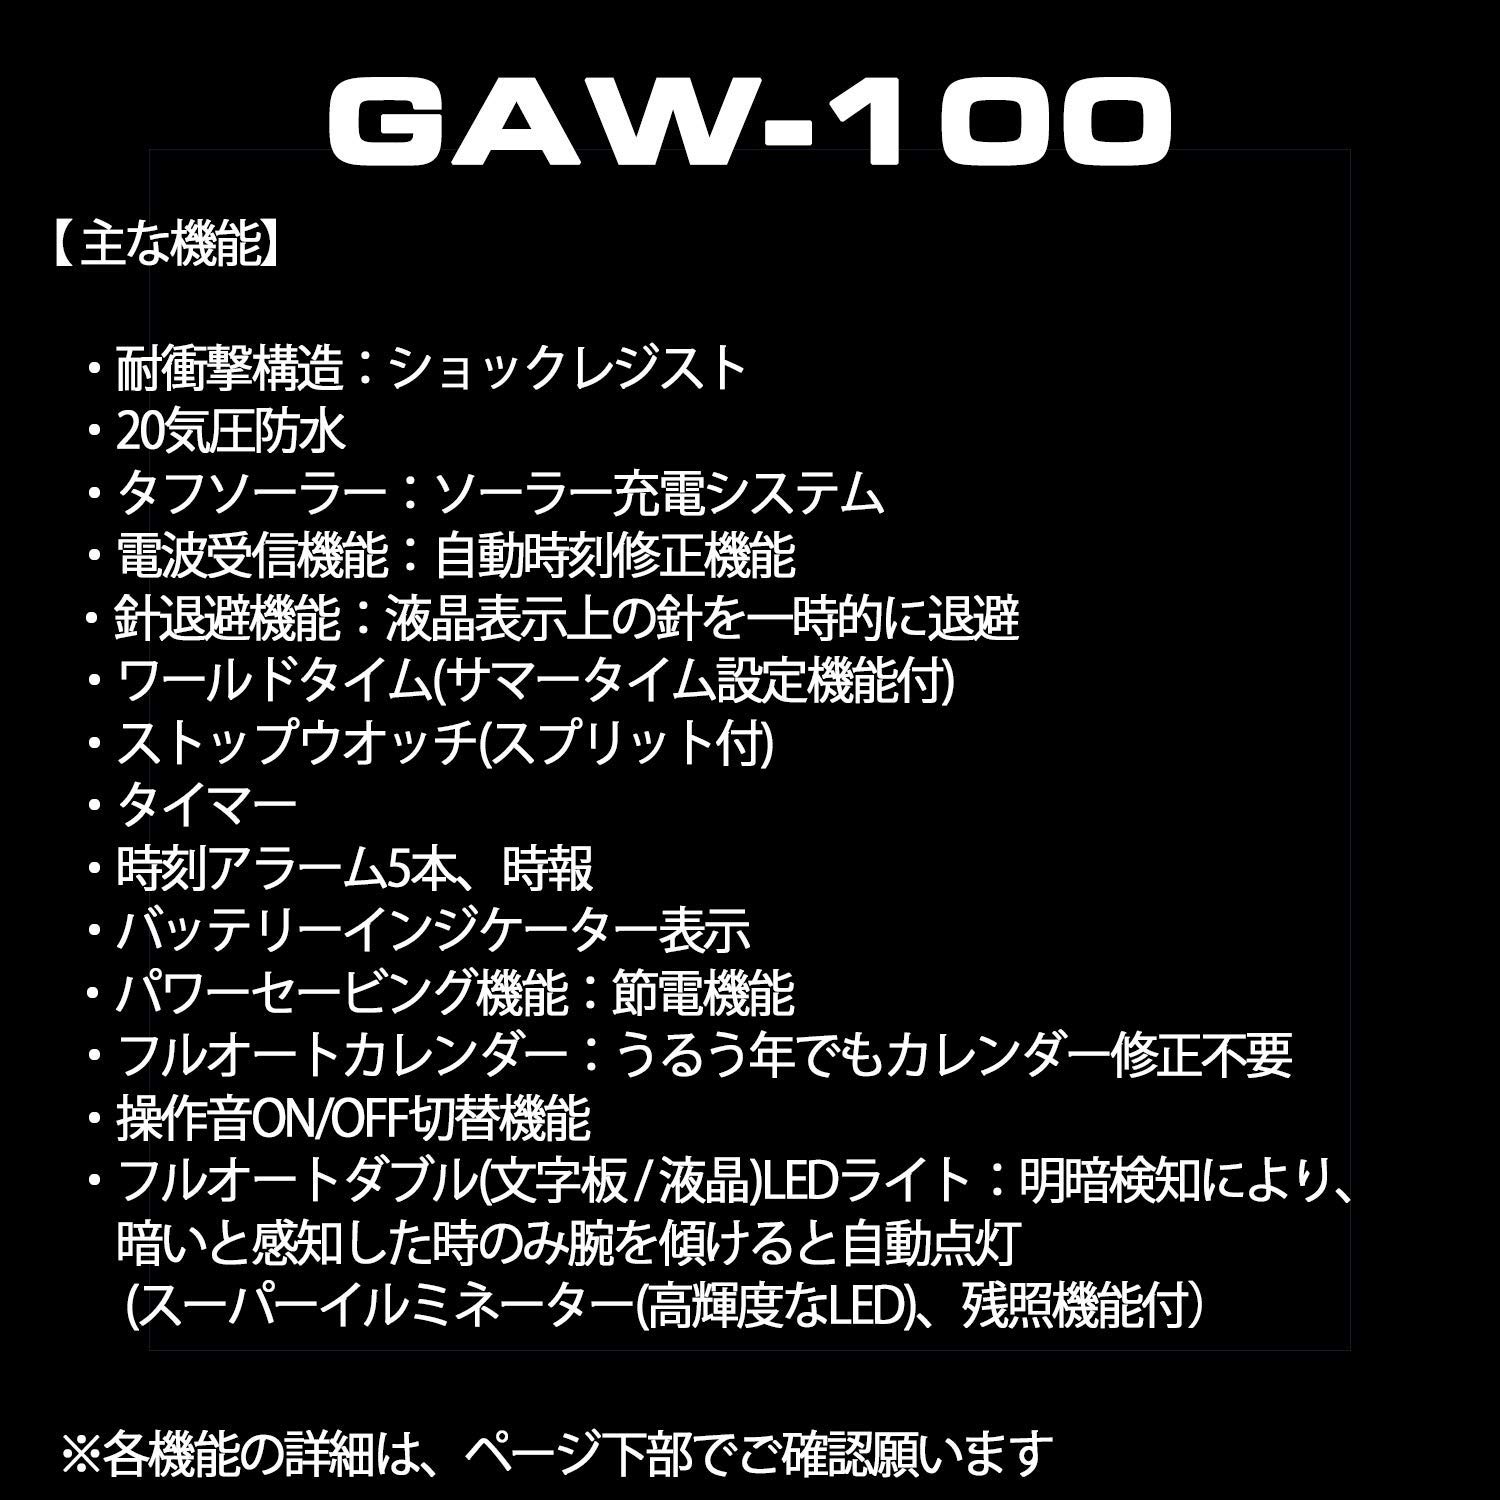 GAW-100
【主な機能】
・耐衝撃構造：ショックレジスト
・20気圧防水
・タフソーラー：ソーラー充電システム
・電波受信機能：自動時刻修正機能
・針退避機能：液晶表示上の針を一時的に退避
・ワールドタイム(サマータイム設定機能付)
・ストップウオッチ(スプリット付)
・タイマー
・時刻アラーム5本、時報
・バッテリーインジケーター表示
・パワーセービング機能：節電機能
・フルオートカレンダー：うるう年でもカレンダー修正不要
・操作音ON/OFF切替機能
・フルオートダブル(文字板/液晶)LEDライト：明暗検知により、
暗いと感知した時のみ腕を傾けると自動点灯
(スーパーイルミネーター(高輝度なLED)、残照機能付）
※各機能の詳細は、ページ下部でご確認願います